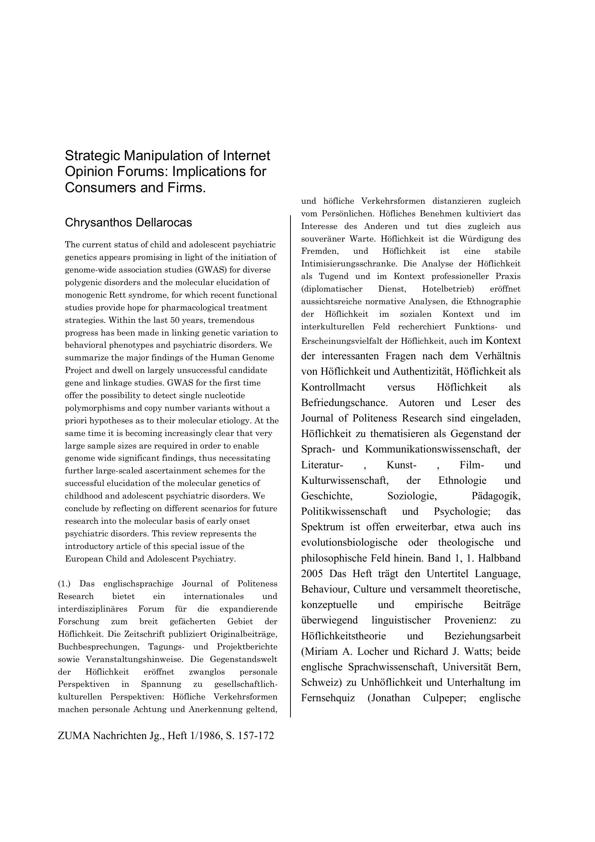 Strategic Manipulation of Internet
Opinion Forums: Implications for
Consumers and Firms.
Chrysanthos Dellarocas
The current status of child and adolescent psychiatric
genetics appears promising in light of the initiation of
genome-wide association studies (GWAS) for diverse
polygenic disorders and the molecular elucidation of
monogenic Rett syndrome, for which recent functional
studies provide hope for pharmacological treatment
strategies. Within the last 50 years, tremendous
progress has been made in linking genetic variation to
behavioral phenotypes and psychiatric disorders. We
summarize the major findings of the Human Genome
Project and dwell on largely unsuccessful candidate
gene and linkage studies. GWAS for the first time
offer the possibility to detect single nucleotide
polymorphisms and copy number variants without a
priori hypotheses as to their molecular etiology. At the
same time it is becoming increasingly clear that very
large sample sizes are required in order to enable
genome wide significant findings, thus necessitating
further large-scaled ascertainment schemes for the
successful elucidation of the molecular genetics of
childhood and adolescent psychiatric disorders. We
conclude by reflecting on different scenarios for future
research into the molecular basis of early onset
psychiatric disorders. This review represents the
introductory article of this special issue of the
European Child and Adolescent Psychiatry.
(1.) Das englischsprachige Journal of Politeness
Research bietet ein internationales und
interdisziplinäres Forum für die expandierende
Forschung zum breit gefächerten Gebiet der
Höflichkeit. Die Zeitschrift publiziert Originalbeiträge,
Buchbesprechungen, Tagungs- und Projektberichte
sowie Veranstaltungshinweise. Die Gegenstandswelt
der Höflichkeit eröffnet zwanglos personale
Perspektiven in Spannung zu gesellschaftlich-
kulturellen Perspektiven: Höfliche Verkehrsformen
machen personale Achtung und Anerkennung geltend,
und höfliche Verkehrsformen distanzieren zugleich
vom Persönlichen. Höfliches Benehmen kultiviert das
Interesse des Anderen und tut dies zugleich aus
souveräner Warte. Höflichkeit ist die Würdigung des
Fremden, und Höflichkeit ist eine stabile
Intimisierungsschranke. Die Analyse der Höflichkeit
als Tugend und im Kontext professioneller Praxis
(diplomatischer Dienst, Hotelbetrieb) eröffnet
aussichtsreiche normative Analysen, die Ethnographie
der Höflichkeit im sozialen Kontext und im
interkulturellen Feld recherchiert Funktions- und
Erscheinungsvielfalt der Höflichkeit, auch im Kontext
der interessanten Fragen nach dem Verhältnis
von Höflichkeit und Authentizität, Höflichkeit als
Kontrollmacht versus Höflichkeit als
Befriedungschance. Autoren und Leser des
Journal of Politeness Research sind eingeladen,
Höflichkeit zu thematisieren als Gegenstand der
Sprach- und Kommunikationswissenschaft, der
Literatur- , Kunst- , Film- und
Kulturwissenschaft, der Ethnologie und
Geschichte, Soziologie, Pädagogik,
Politikwissenschaft und Psychologie; das
Spektrum ist offen erweiterbar, etwa auch ins
evolutionsbiologische oder theologische und
philosophische Feld hinein. Band 1, 1. Halbband
2005 Das Heft trägt den Untertitel Language,
Behaviour, Culture und versammelt theoretische,
konzeptuelle und empirische Beiträge
überwiegend linguistischer Provenienz: zu
Höflichkeitstheorie und Beziehungsarbeit
(Miriam A. Locher und Richard J. Watts; beide
englische Sprachwissenschaft, Universität Bern,
Schweiz) zu Unhöflichkeit und Unterhaltung im
Fernsehquiz (Jonathan Culpeper; englische
ZUMA Nachrichten Jg., Heft 1/1986, S. 157-172